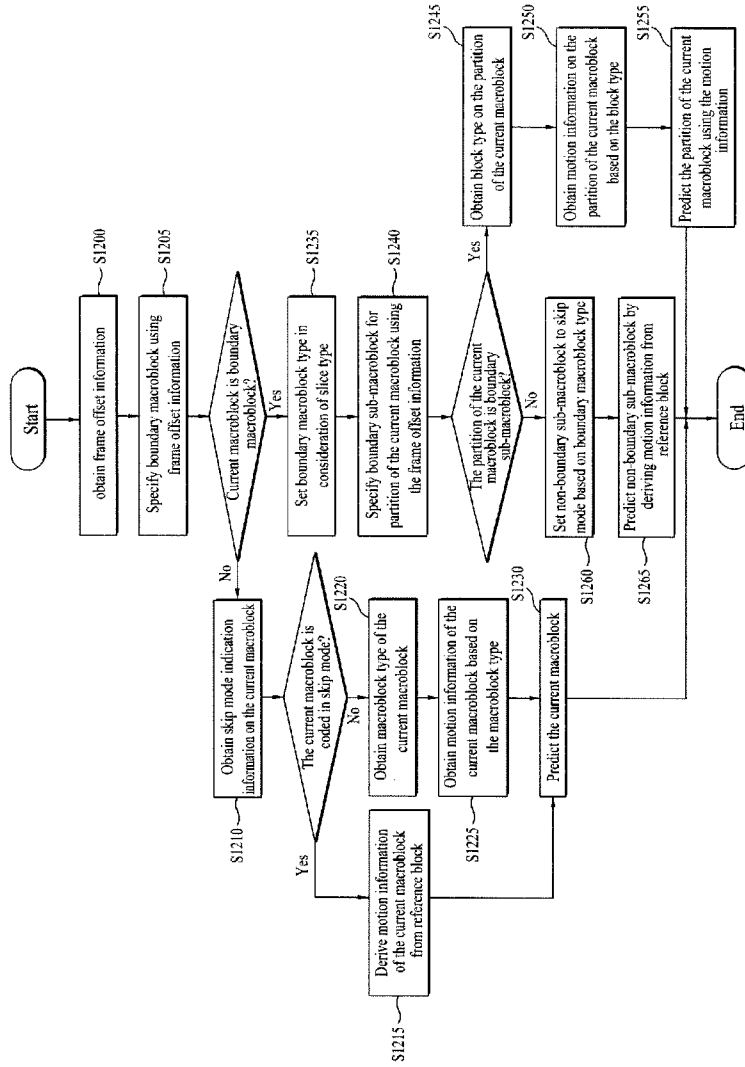 Start
obtain frame offset information
S1200
Specify boundary macroblock using
frame offset information
S1205
Current macroblock is boundary
macroblock?
No
Yes
Obtain skip mode indication
information on the current macroblock
S1210
The current macroblock is
coded in skip mode?
Yes
No
Derive motion information
of the current macroblock
from reference block
S1215
Obtain macroblock type of the
current macroblock
S1220
Obtain motion information of the
current macroblock based on
the macroblock type
S1225
Predict the current macroblock
S1230
Set boundary macroblock type in
consideration of slice type
S1235
Specify boundary sub-macroblock for
partition of the current macroblock using
the frame offset information
S1240
The partition of the current
macroblock is boundary
sub-macroblock?
Yes
No
Obtain block type on the partition
of the current macroblock
S1245
Obtain motion information on the
partition of the current macroblock
based on the block type
S1250
Predict the partition of the current
macroblock using the motion
information
S1255
Set non-boundary sub-macroblock to skip
mode based on boundary macroblock type
S1260
Predict non-boundary sub-macroblock by
deriving motion information from
reference block
S1265
End